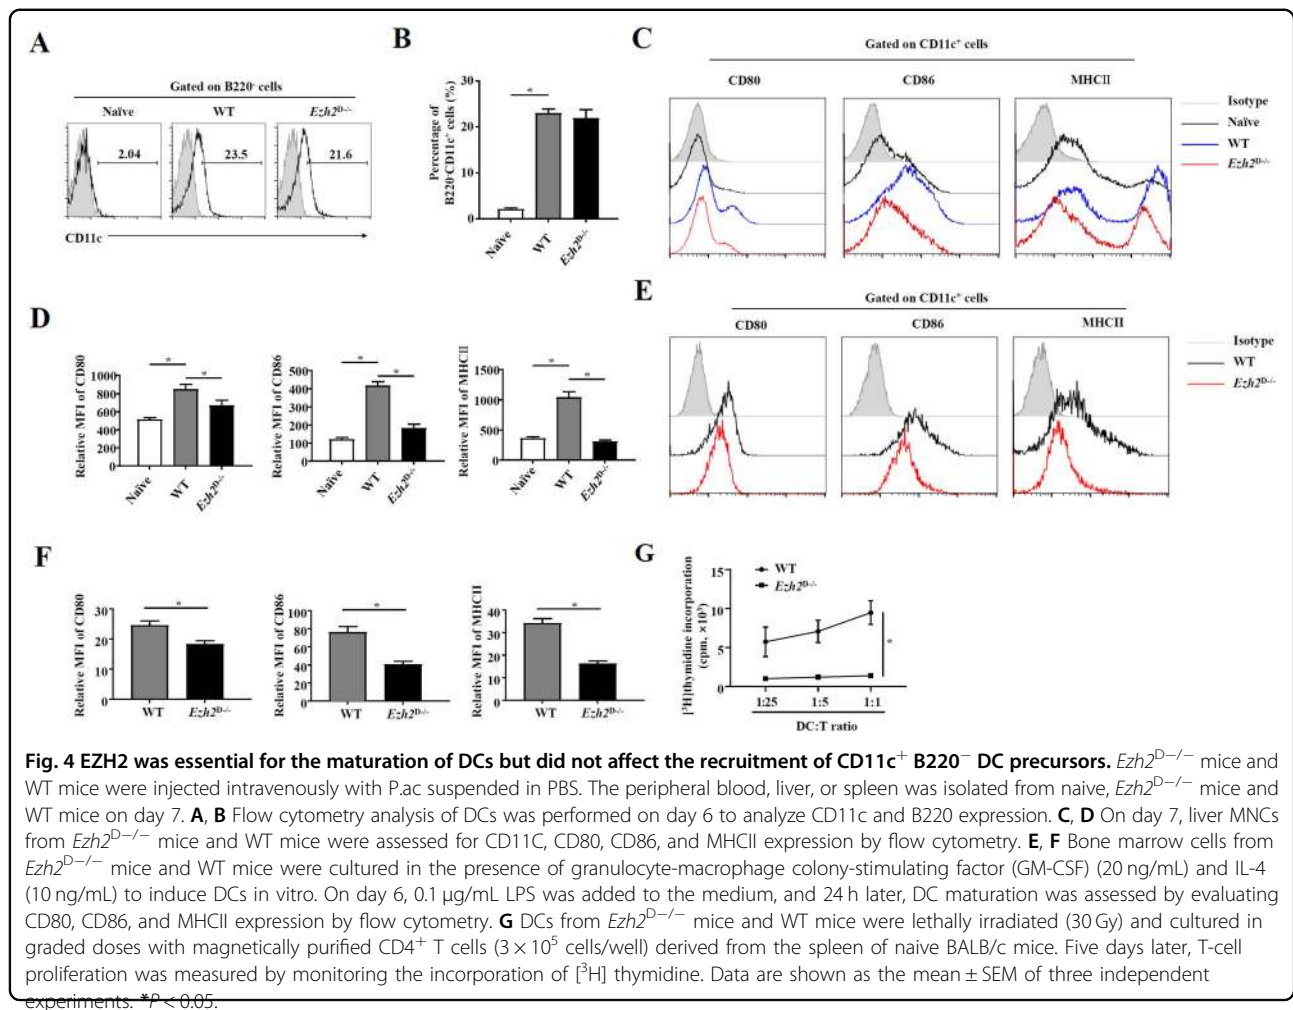 A
Gated on B220- cells
Naïve WT Ezh2D-/-
2.04 23.5 21.6
CD11c
B
Percentage of
B220-CD11c+ cells (%)
30
20
10
0
Naïve WT Ezh2D-/-
*
C
Gated on CD11c+ cells
CD80 CD86 MHCII
Isotype
Naïve
WT
Ezh2D-/-
D
Relative MFI of CD80
1000
800
600
400
200
0
Naïve WT Ezh2D-/-
* *
Relative MFI of CD86
500
400
300
200
100
0
Naïve WT Ezh2D-/-
* *
Relative MFI of MHCII
1500
1000
500
0
Naïve WT Ezh2D-/-
* *
E
Gated on CD11c+ cells
CD80 CD86 MHCII
Isotype
WT
Ezh2D-/-
F
Relative MFI of CD80
30
20
10
0
WT Ezh2D-/-
*
Relative MFI of CD86
100
80
60
40
20
0
WT Ezh2D-/-
*
Relative MFI of MHCII
40
30
20
10
0
WT Ezh2D-/-
*
G
[3H]thymidine incorporation
(cpm, ×103)
15
10
5
0
WT
Ezh2D-/-
*
1:25 1:5 1:1
DC:T ratio
Fig. 4 EZH2 was essential for the maturation of DCs but did not affect the recruitment of CD11c+ B220− DC precursors. Ezh2D−/− mice and
WT mice were injected intravenously with P.ac suspended in PBS. The peripheral blood, liver, or spleen was isolated from naive, Ezh2D−/− mice and
WT mice on day 7. A, B Flow cytometry analysis of DCs was performed on day 6 to analyze CD11c and B220 expression. C, D On day 7, liver MNCs
from Ezh2D−/− mice and WT mice were assessed for CD11C, CD80, CD86, and MHCII expression by flow cytometry. E, F Bone marrow cells from
Ezh2D−/− mice and WT mice were cultured in the presence of granulocyte-macrophage colony-stimulating factor (GM-CSF) (20 ng/mL) and IL-4
(10 ng/mL) to induce DCs in vitro. On day 6, 0.1 μg/mL LPS was added to the medium, and 24 h later, DC maturation was assessed by evaluating
CD80, CD86, and MHCII expression by flow cytometry. G DCs from Ezh2D−/− mice and WT mice were lethally irradiated (30 Gy) and cultured in
graded doses with magnetically purified CD4+ T cells (3 × 105 cells/well) derived from the spleen of naive BALB/c mice. Five days later, T-cell
proliferation was measured by monitoring the incorporation of [3H] thymidine. Data are shown as the mean ± SEM of three independent
experiments. *P < 0.05.